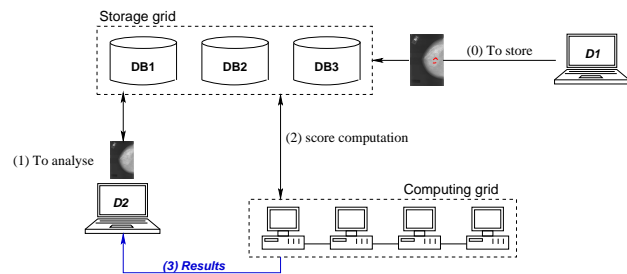 Storage grid
DB1
DB2
DB3
(0) To store
D1
(1) To analyse
(2) score computation
D2
Computing grid
(3) Results